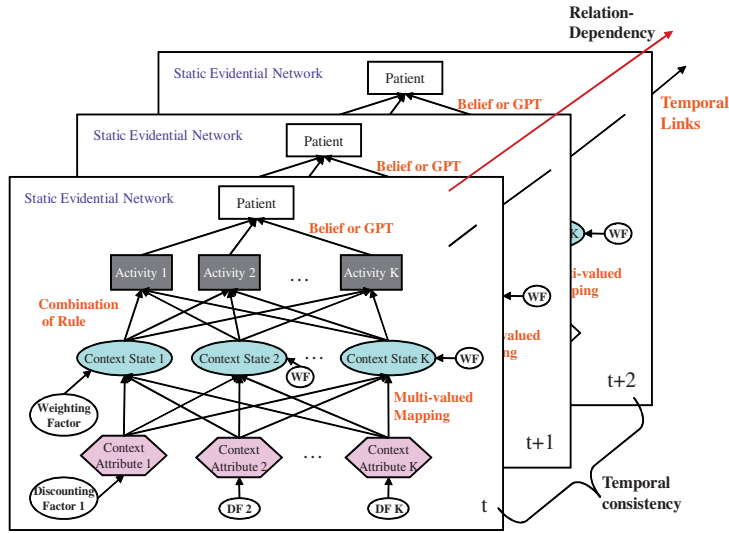 Relation-
Dependency
Static Evidential Network
Patient
Belief or GPT
Temporal
Links
Static Evidential Network
Patient
Belief or GPT
Static Evidential Network
Patient
Belief or GPT
K
WF
Activity 1
Activity 2
...
Activity K
WF
Combination
of Rule
Context State 1
Context State 2
...
Context State K
WF
WF
t+2
Weighting
Factor
Multi-valued
Mapping
t+1
Context
Attribute 1
Context
Attribute 2
...
Context
Attribute K
Discounting
Factor 1
DF 2
DF K
t
Temporal
consistency